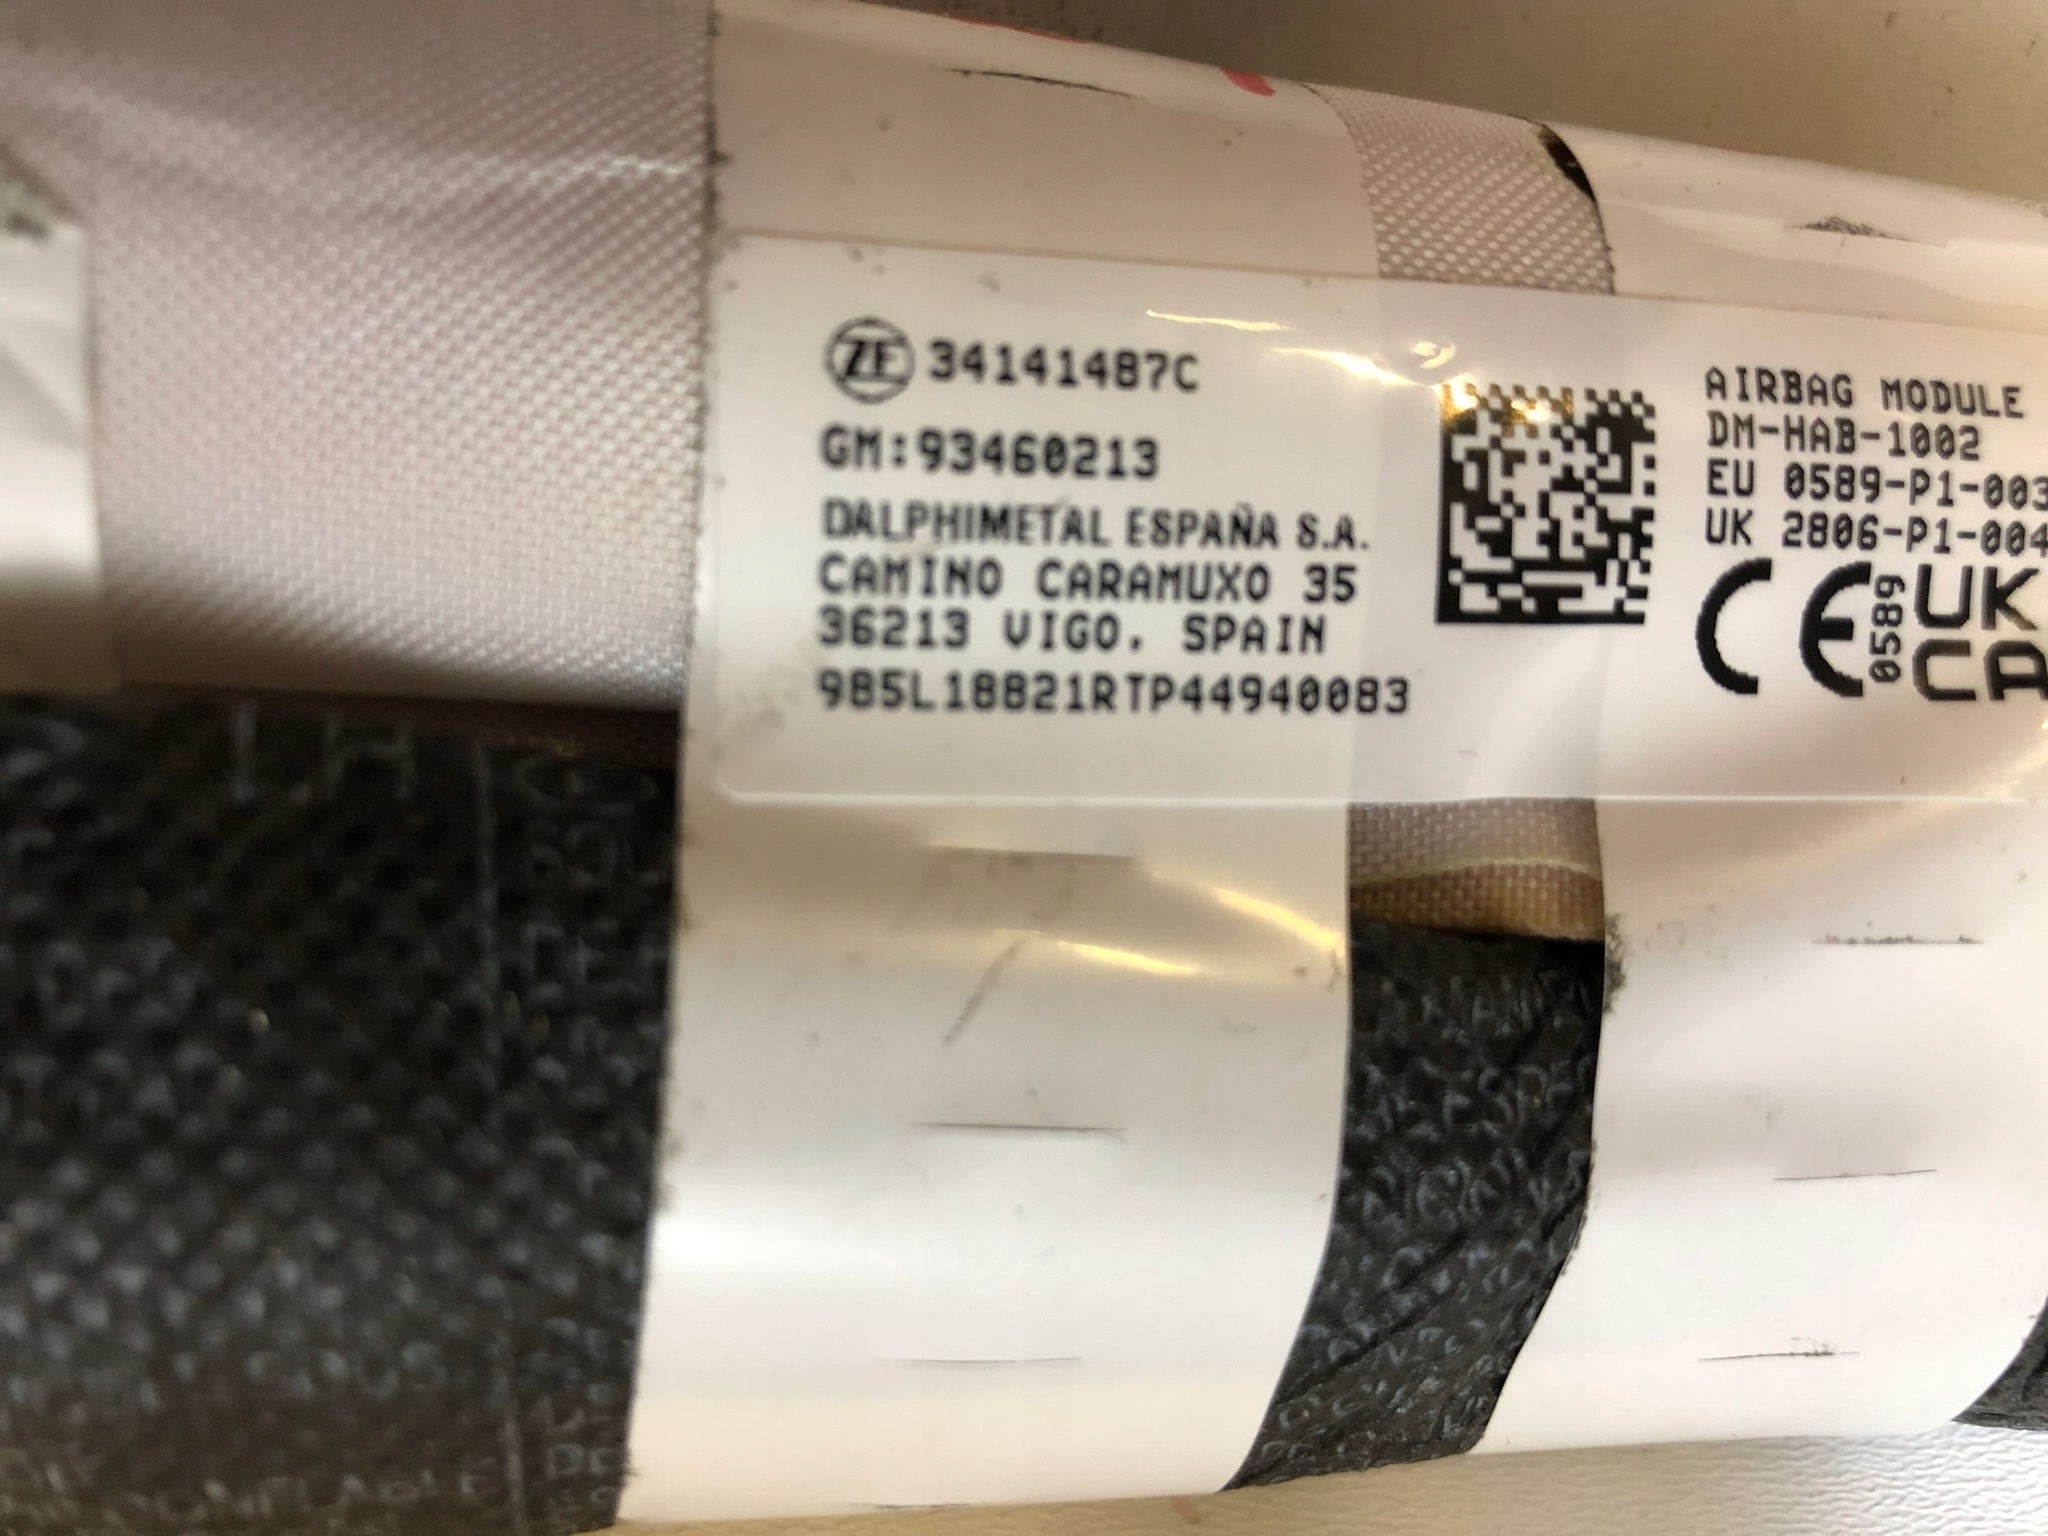 ZF 34141487C
GM:93460213
DALPHIMETAL ESPAÑA S.A.
CAMINO CARAMUXO 35
36213 VIGO. SPAIN
985L18821RTP44940083
AIRBAG MODULE
DM-HAB-1002
EU 0589-P1-003
UK 2806-P1-004
CE 0589
UK
CA